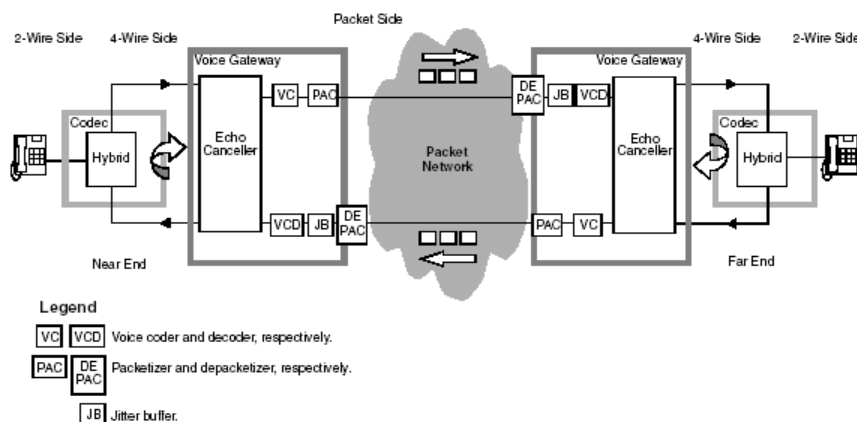 Packet Side
2-Wire Side
4-Wire Side
4-Wire Side
2-Wire Side
Voice Gateway
Voice Gateway
VC
PAC
DE PAC
JB
VCD
Codec
Codec
Hybrid
Echo Canceller
Packet Network
Echo Canceller
Hybrid
VCD
JB
DE PAC
PAC
VC
Near End
Far End
Legend
VC
VCD
Voice coder and decoder, respectively.
PAC
DE PAC
Packetizer and depacketizer, respectively.
JB
Jitter buffer.